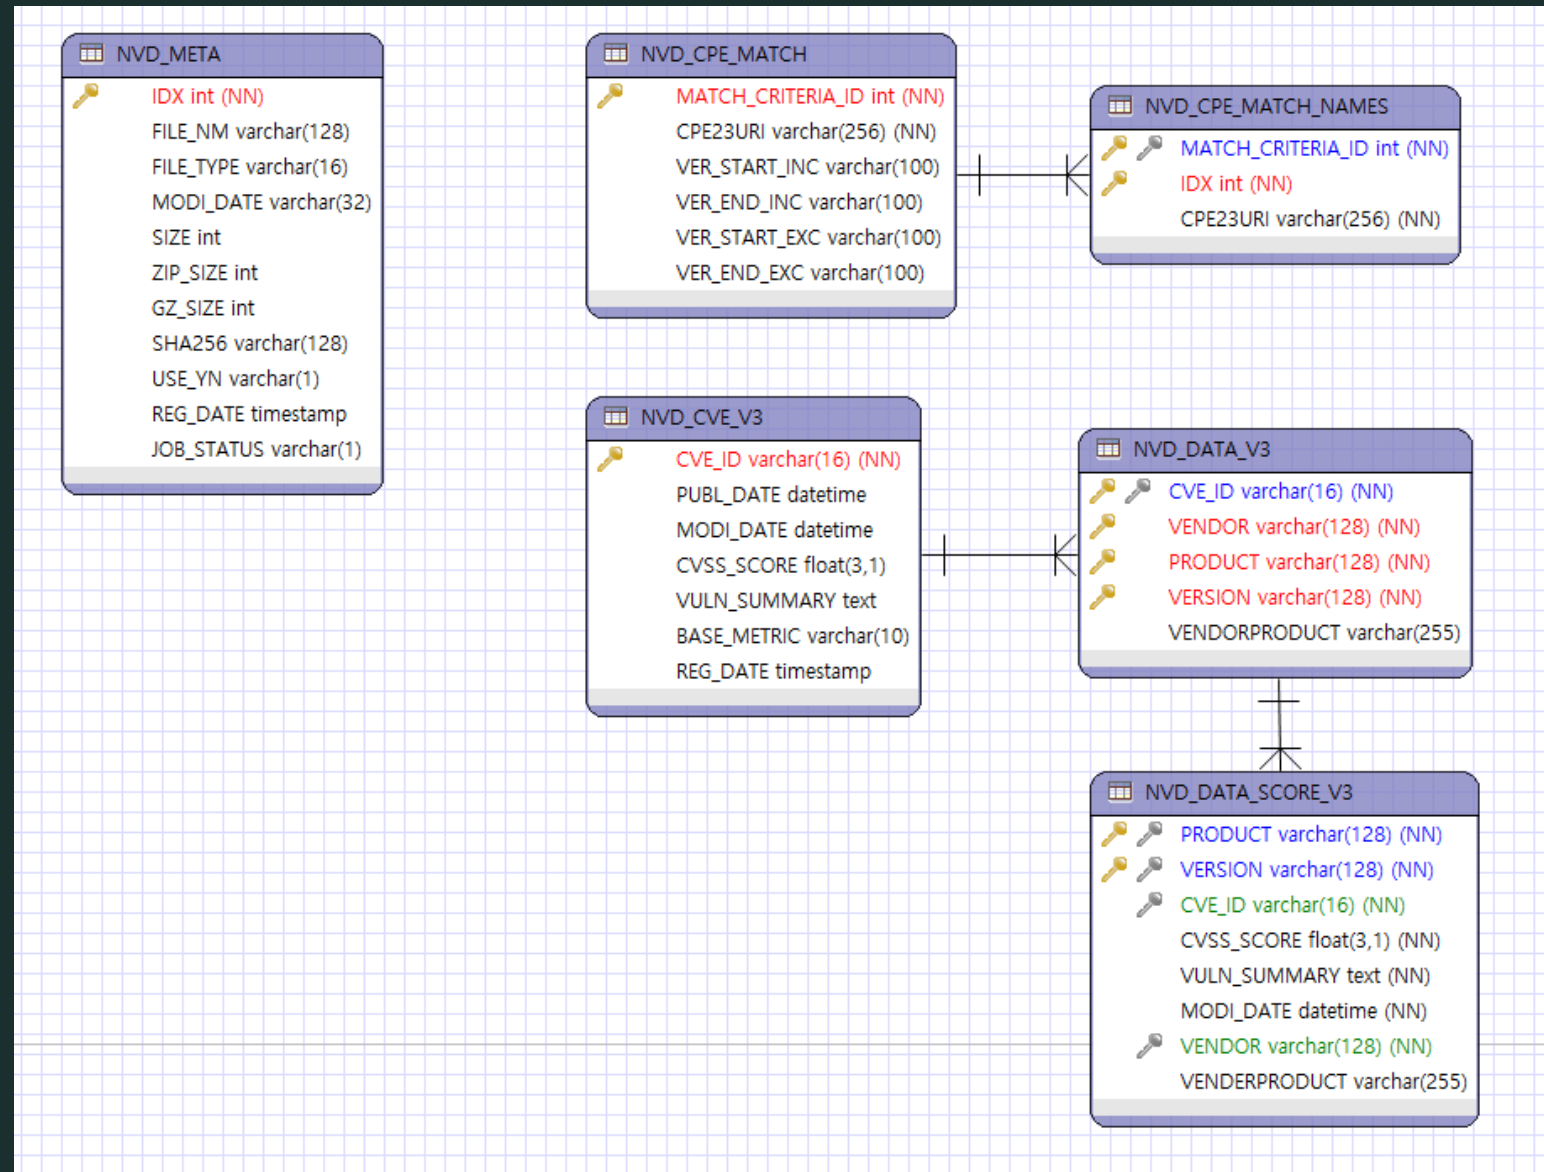 NVD_META
IDX int (NN)
FILE_NM varchar(128)
FILE_TYPE varchar(16)
MODI_DATE varchar(32)
SIZE int
ZIP_SIZE int
GZ_SIZE int
SHA256 varchar(128)
USE_YN varchar(1)
REG_DATE timestamp
JOB_STATUS varchar(1)
NVD_CPE_MATCH
MATCH_CRITERIA_ID int (NN)
CPE23URI varchar(256) (NN)
VER_START_INC varchar(100)
VER_END_INC varchar(100)
VER_START_EXC varchar(100)
VER_END_EXC varchar(100)
NVD_CPE_MATCH_NAMES
MATCH_CRITERIA_ID int (NN)
IDX int (NN)
CPE23URI varchar(256) (NN)
NVD_CVE_V3
CVE_ID varchar(16) (NN)
PUBL_DATE datetime
MODI_DATE datetime
CVSS_SCORE float(3,1)
VULN_SUMMARY text
BASE_METRIC varchar(10)
REG_DATE timestamp
NVD_DATA_V3
CVE_ID varchar(16) (NN)
VENDOR varchar(128) (NN)
PRODUCT varchar(128) (NN)
VERSION varchar(128) (NN)
VENDORPRODUCT varchar(255)
NVD_DATA_SCORE_V3
PRODUCT varchar(128) (NN)
VERSION varchar(128) (NN)
CVE_ID varchar(16) (NN)
CVSS_SCORE float(3,1) (NN)
VULN_SUMMARY text (NN)
MODI_DATE datetime (NN)
VENDOR varchar(128) (NN)
VENDERPRODUCT varchar(255)